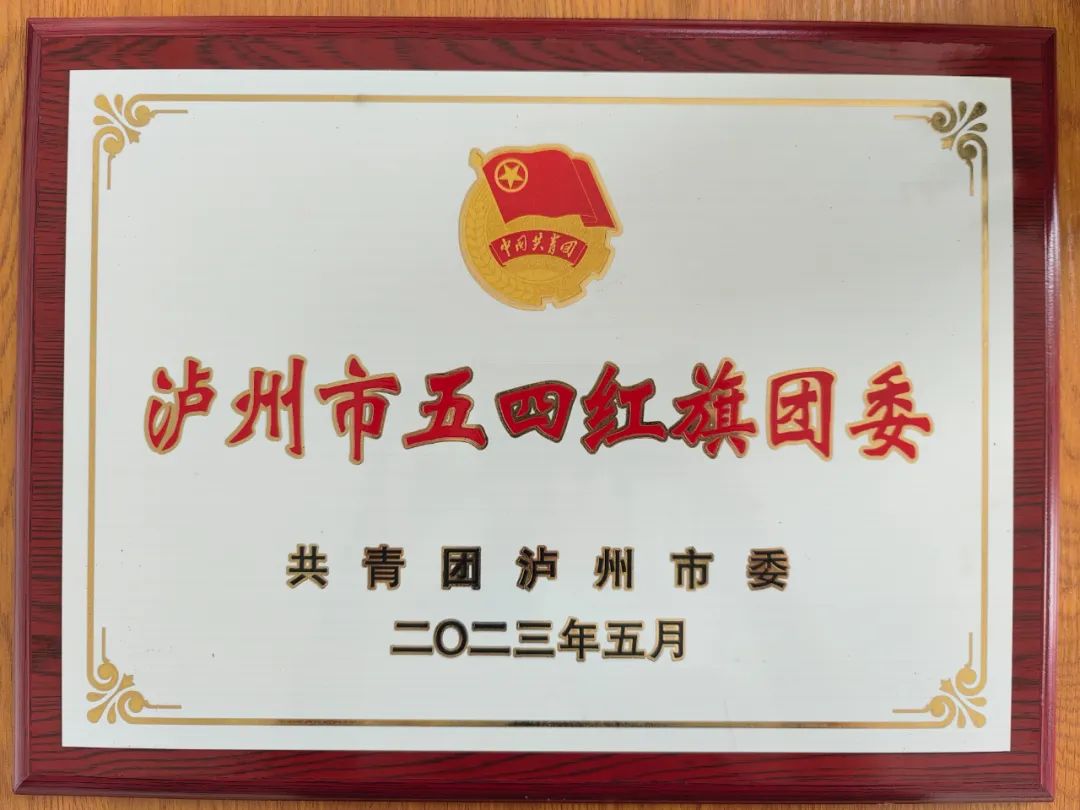 中国共青团
泸州市五四红旗团委
共青团泸州市委
二〇二三年五月